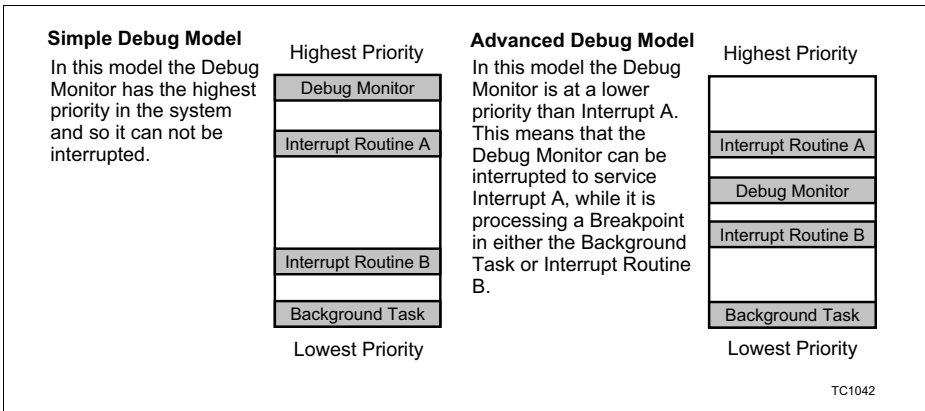 Simple Debug Model
In this model the Debug
Monitor has the highest
priority in the system
and so it can not be
interrupted.
Highest Priority
Debug Monitor
Interrupt Routine A
Interrupt Routine B
Background Task
Lowest Priority
Advanced Debug Model
In this model the Debug
Monitor is at a lower
priority than Interrupt A.
This means that the
Debug Monitor can be
interrupted to service
Interrupt A, while it is
processing a Breakpoint
in either the Background
Task or Interrupt Routine
B.
Highest Priority
Interrupt Routine A
Debug Monitor
Interrupt Routine B
Background Task
Lowest Priority
TC1042